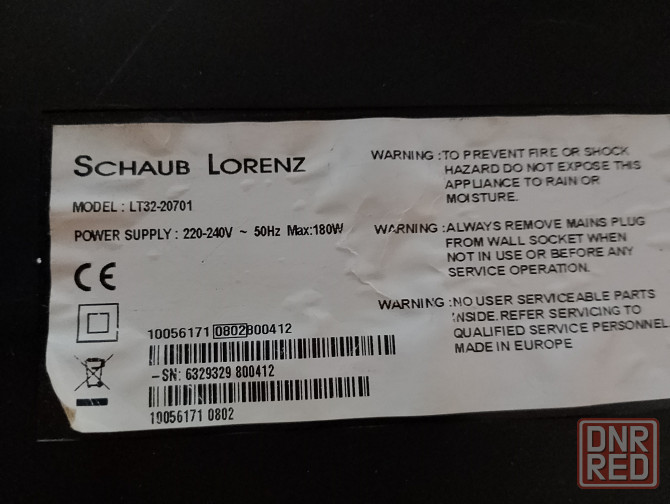 SCHAUB LORENZ
MODEL : LT32-20701
POWER SUPPLY : 220-240V ~ 50Hz Max:180W
CE
10056171 0802 800412
-SN: 6329329 800412
10056171 0802
WARNING :TO PREVENT FIRE OR SHOCK
HAZARD DO NOT EXPOSE THIS
APPLIANCE TO RAIN OR
MOISTURE.
WARNING :ALWAYS REMOVE MAINS PLUG
FROM WALL SOCKET WHEN
NOT IN USE OR BEFORE ANY
SERVICE OPERATION.
WARNING :NO USER SERVICEABLE PARTS
INSIDE. REFER SERVICING TO
QUALIFIED SERVICE PERSONNEL
MADE IN EUROPE
DNR
RED